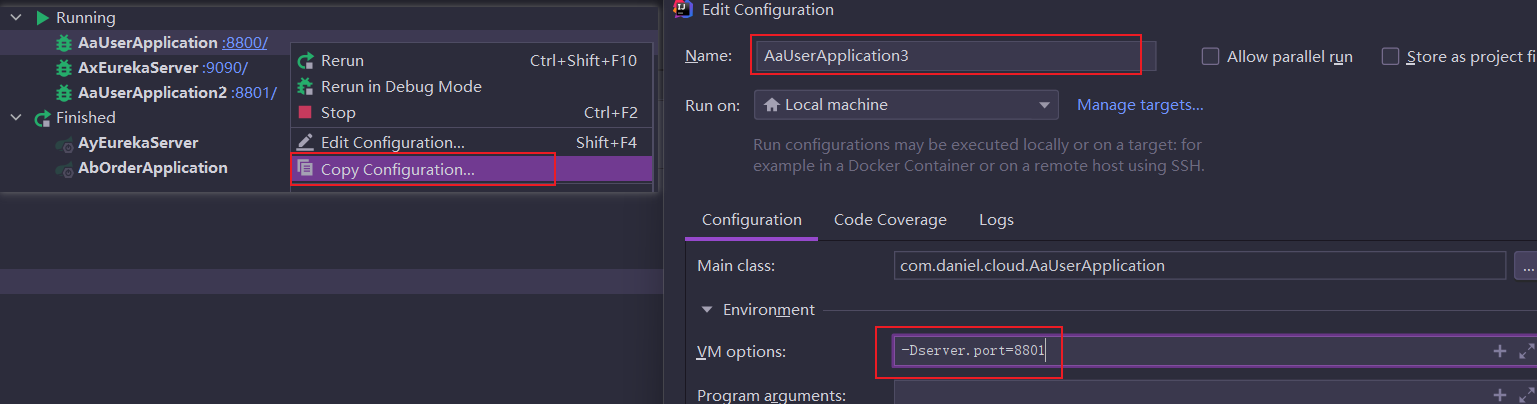 Running
AaUserApplication :8800/
AxEurekaServer :9090/
AaUserApplication2 :8801/
Finished
AyEurekaServer
AbOrderApplication
Rerun Ctrl+Shift+F10
Rerun in Debug Mode
Stop Ctrl+F2
Edit Configuration... Shift+F4
Copy Configuration...
Edit Configuration
Name: AaUserApplication3 Allow parallel run Store as project fi
Run on: Local machine Manage targets...
Run configurations may be executed locally or on a target: for
example in a Docker Container or on a remote host using SSH.
Configuration Code Coverage Logs
Main class: com.daniel.cloud.AaUserApplication ...
Environment
VM options: -Dserver.port=8801
Program arguments: